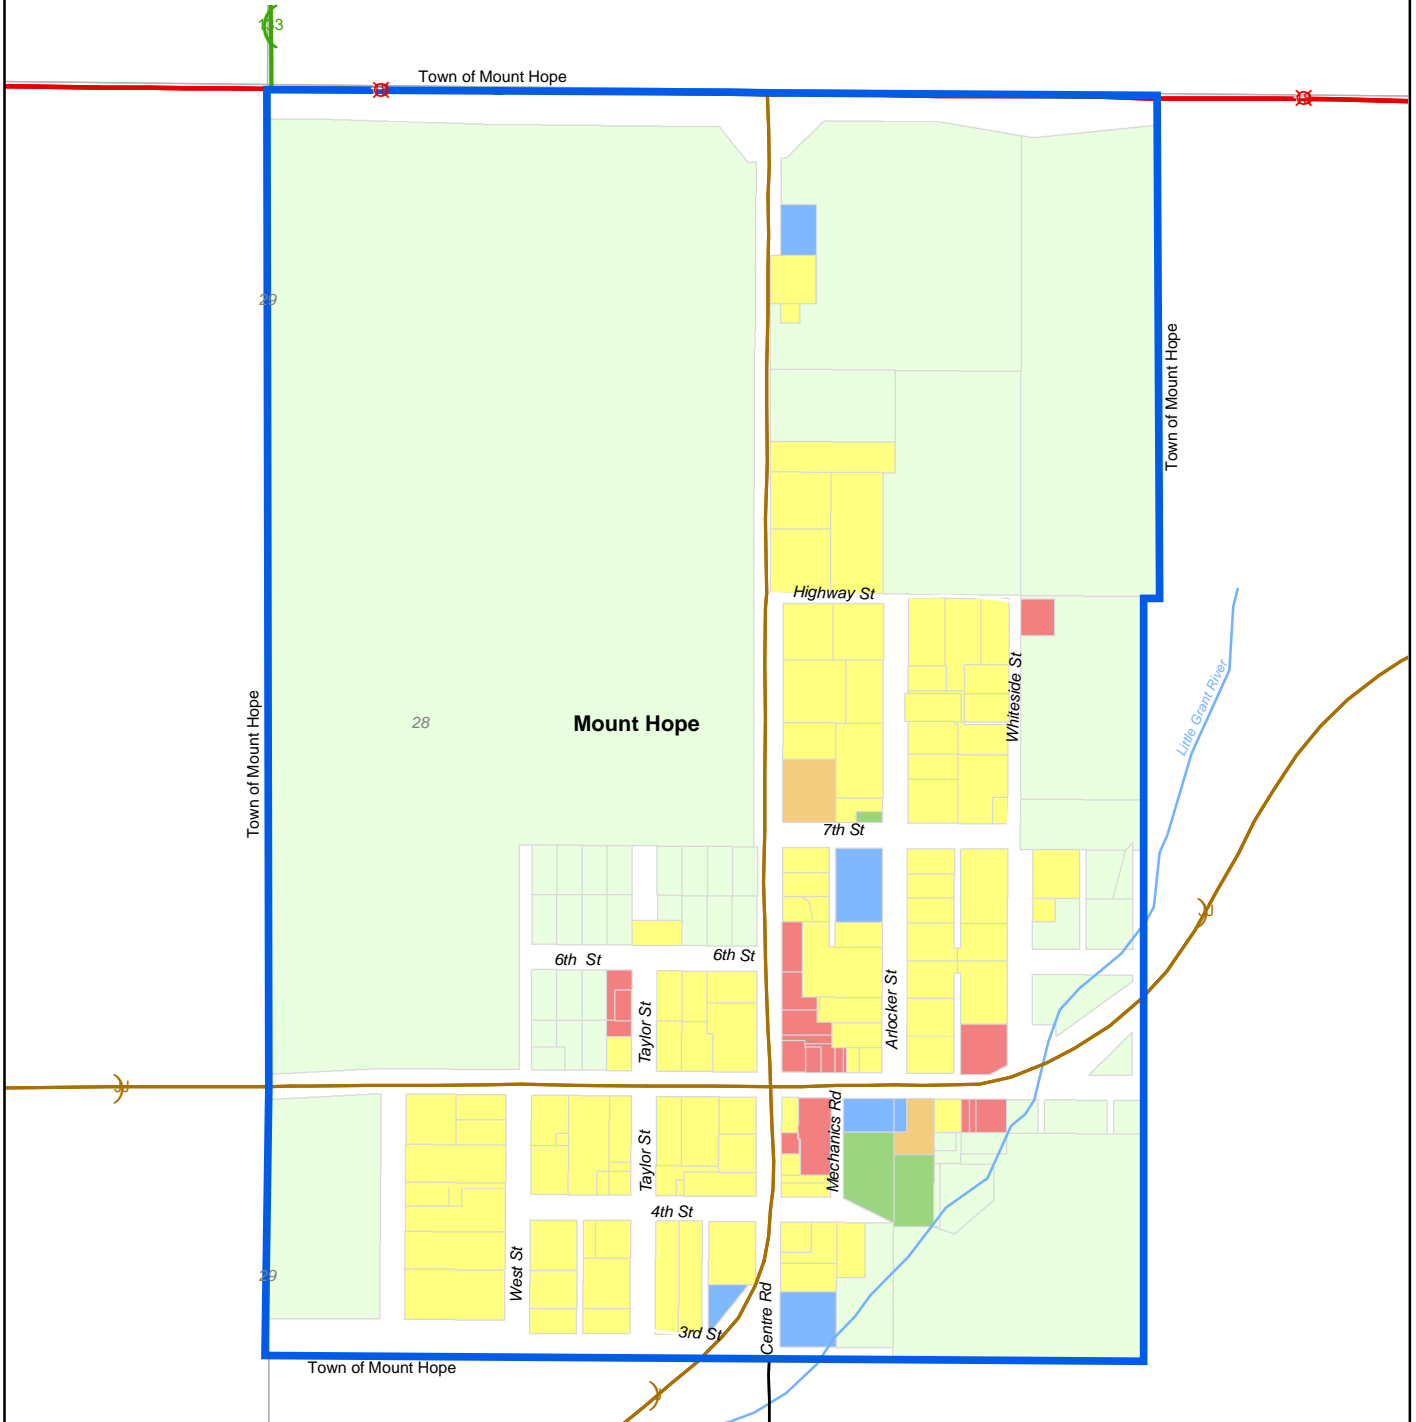 Town of Mount Hope
Town of Mount Hope
29
Highway St
Whiteside St
Little Grant River
Town of Mount Hope
28
Mount Hope
7th St
6th St
6th St
Taylor St
Arlocker St
Taylor St
Mechanics Rd
4th St
West St
29
Centre Rd
3rd St
Town of Mount Hope